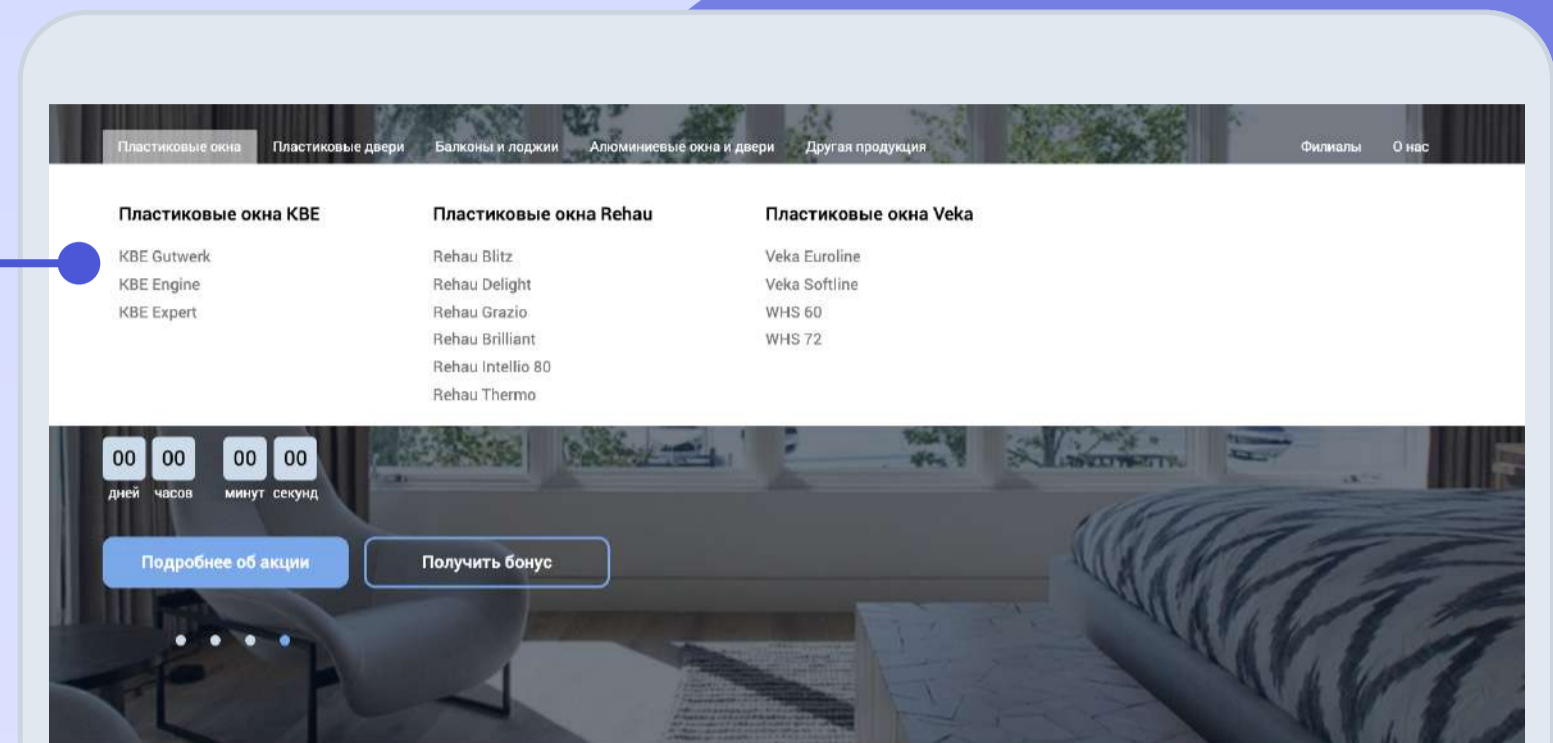 Пластиковые окна Пластиковые двери Балконы и лоджии Алюминиевые окна и двери Другая продукция Филиалы О нас
Пластиковые окна KBE
KBE Gutwerk
KBE Engine
KBE Expert
Пластиковые окна Rehau
Rehau Blitz
Rehau Delight
Rehau Grazio
Rehau Brilliant
Rehau Intellio 80
Rehau Thermo
Пластиковые окна Veka
Veka Euroline
Veka Softline
WHS 60
WHS 72
00 00 00 00
дней часов минут секунд
Подробнее об акции Получить бонус